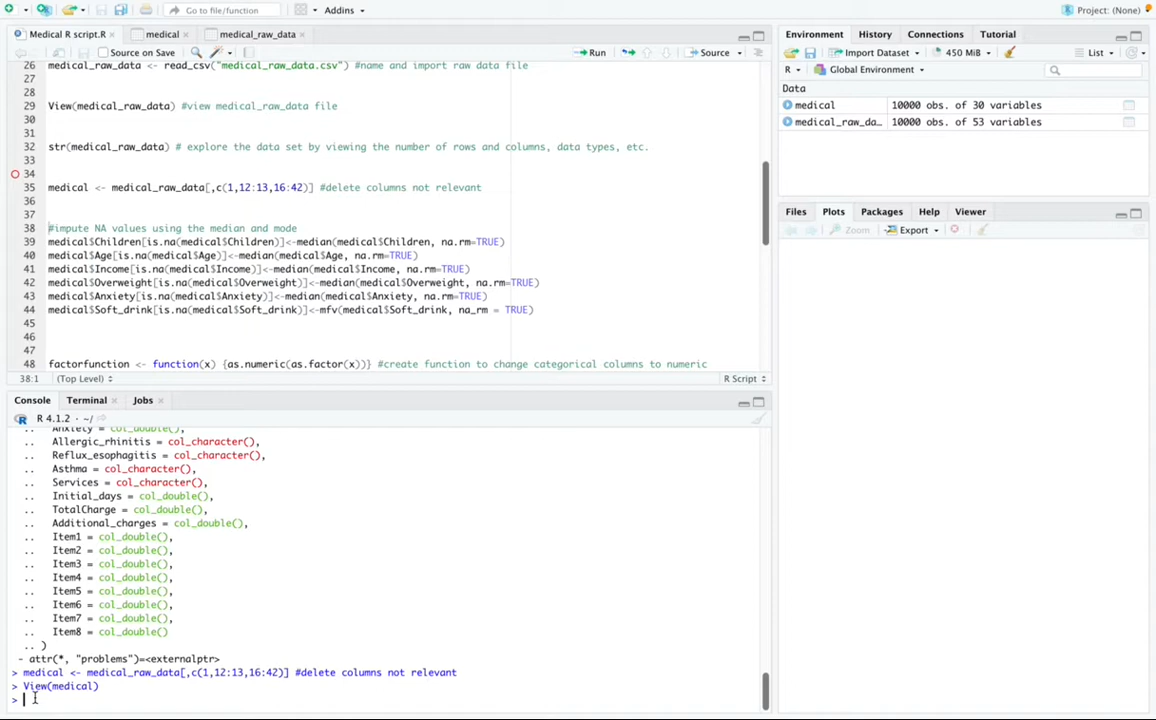 Go to file/function
Addins
Project: (None)
Medical R script.R
medical
medical_raw_data
Source on Save
Run
Source
26 medical_raw_data <- read_csv("medical_raw_data.csv") #name and import raw data file
27
28
29 View(medical_raw_data) #view medical_raw_data file
30
31
32 str(medical_raw_data) # explore the data set by viewing the number of rows and columns, data types, etc.
33
34
35 medical <- medical_raw_data[,c(1,12:13,16:42)] #delete columns not relevant
36
37
38 #impute NA values using the median and mode
39 medical$Children[is.na(medical$Children)]<-median(medical$Children, na.rm=TRUE)
40 medical$Age[is.na(medical$Age)]<-median(medical$Age, na.rm=TRUE)
41 medical$Income[is.na(medical$Income)]<-median(medical$Income, na.rm=TRUE)
42 medical$Overweight[is.na(medical$Overweight)]<-median(medical$Overweight, na.rm=TRUE)
43 medical$Anxiety[is.na(medical$Anxiety)]<-median(medical$Anxiety, na.rm=TRUE)
44 medical$Soft_drink[is.na(medical$Soft_drink)]<-mfv(medical$Soft_drink, na_rm = TRUE)
45
46
47
48 factorfunction <- function(x) {as.numeric(as.factor(x))} #create function to change categorical columns to numeric
38:1 (Top Level) R Script
Console Terminal Jobs
R 4.1.2 · ~/
.. Anxiety = col_double(),
.. Allergic_rhinitis = col_character(),
.. Reflux_esophagitis = col_character(),
.. Asthma = col_character(),
.. Services = col_character(),
.. Initial_days = col_double(),
.. TotalCharge = col_double(),
.. Additional_charges = col_double(),
.. Item1 = col_double(),
.. Item2 = col_double(),
.. Item3 = col_double(),
.. Item4 = col_double(),
.. Item5 = col_double(),
.. Item6 = col_double(),
.. Item7 = col_double(),
.. Item8 = col_double()
.. )
- attr(*, "problems")=<externalptr>
> medical <- medical_raw_data[,c(1,12:13,16:42)] #delete columns not relevant
> View(medical)
>
Environment History Connections Tutorial
Import Dataset 450 MiB List
R Global Environment
Data
medical 10000 obs. of 30 variables
medical_raw_da… 10000 obs. of 53 variables
Files Plots Packages Help Viewer
Zoom Export